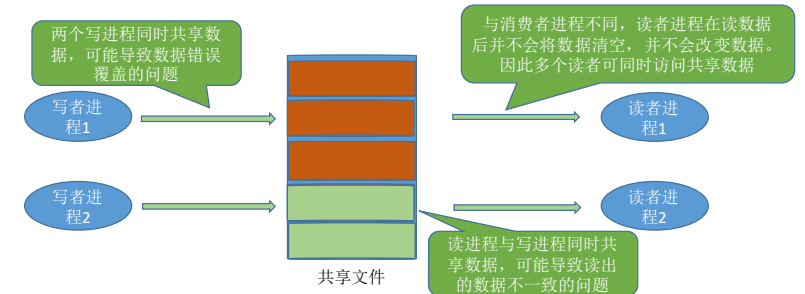 两个写进程同时共享数
据，可能导致数据错误
覆盖的问题
与消费者进程不同，读者进程在读数据
后并不会将数据清空，并不会改变数据。
因此多个读者可同时访问共享数据
写者进
程1
读者进
程1
写者进
程2
读者进
程2
读进程与写进程同时共
享数据，可能导致读出
的数据不一致的问题
共享文件